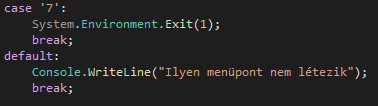 case '7':
System.Environment.Exit(1);
break;
default:
Console.WriteLine("Ilyen menüpont nem létezik");
break;